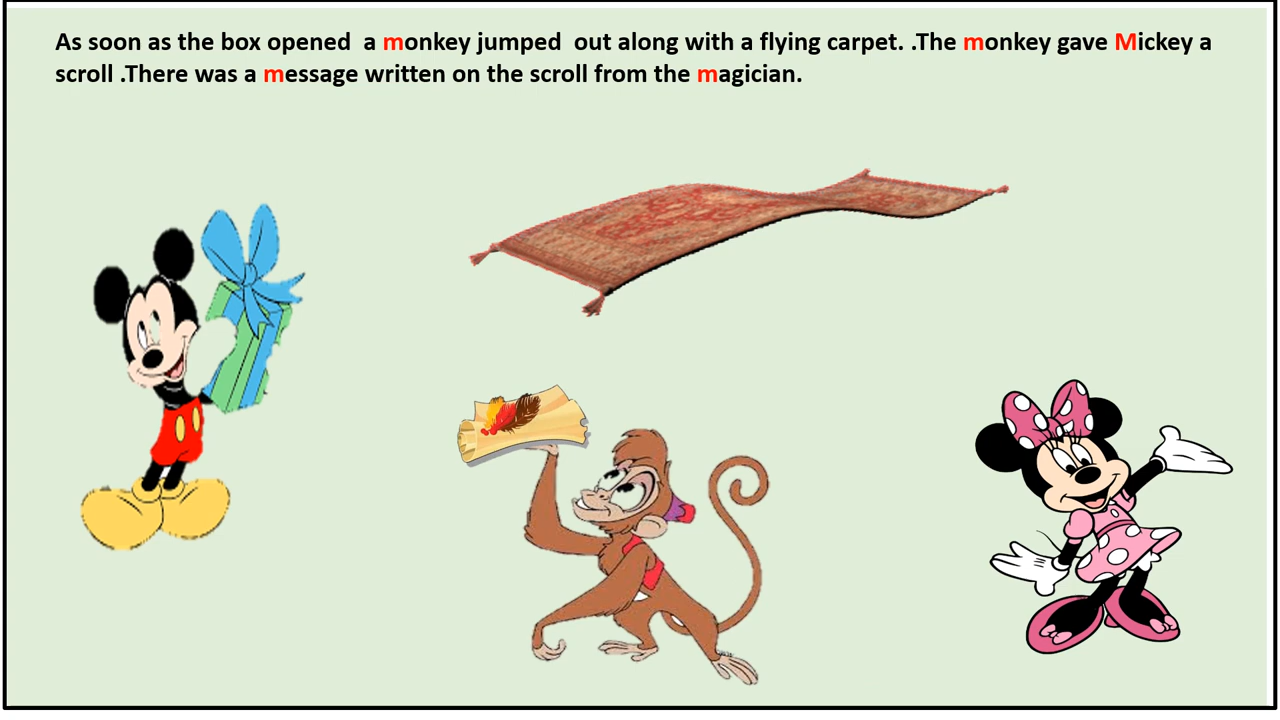 As soon as the box opened  a monkey jumped  out along with a flying carpet. .The monkey gave Mickey a
scroll .There was a message written on the scroll from the magician.